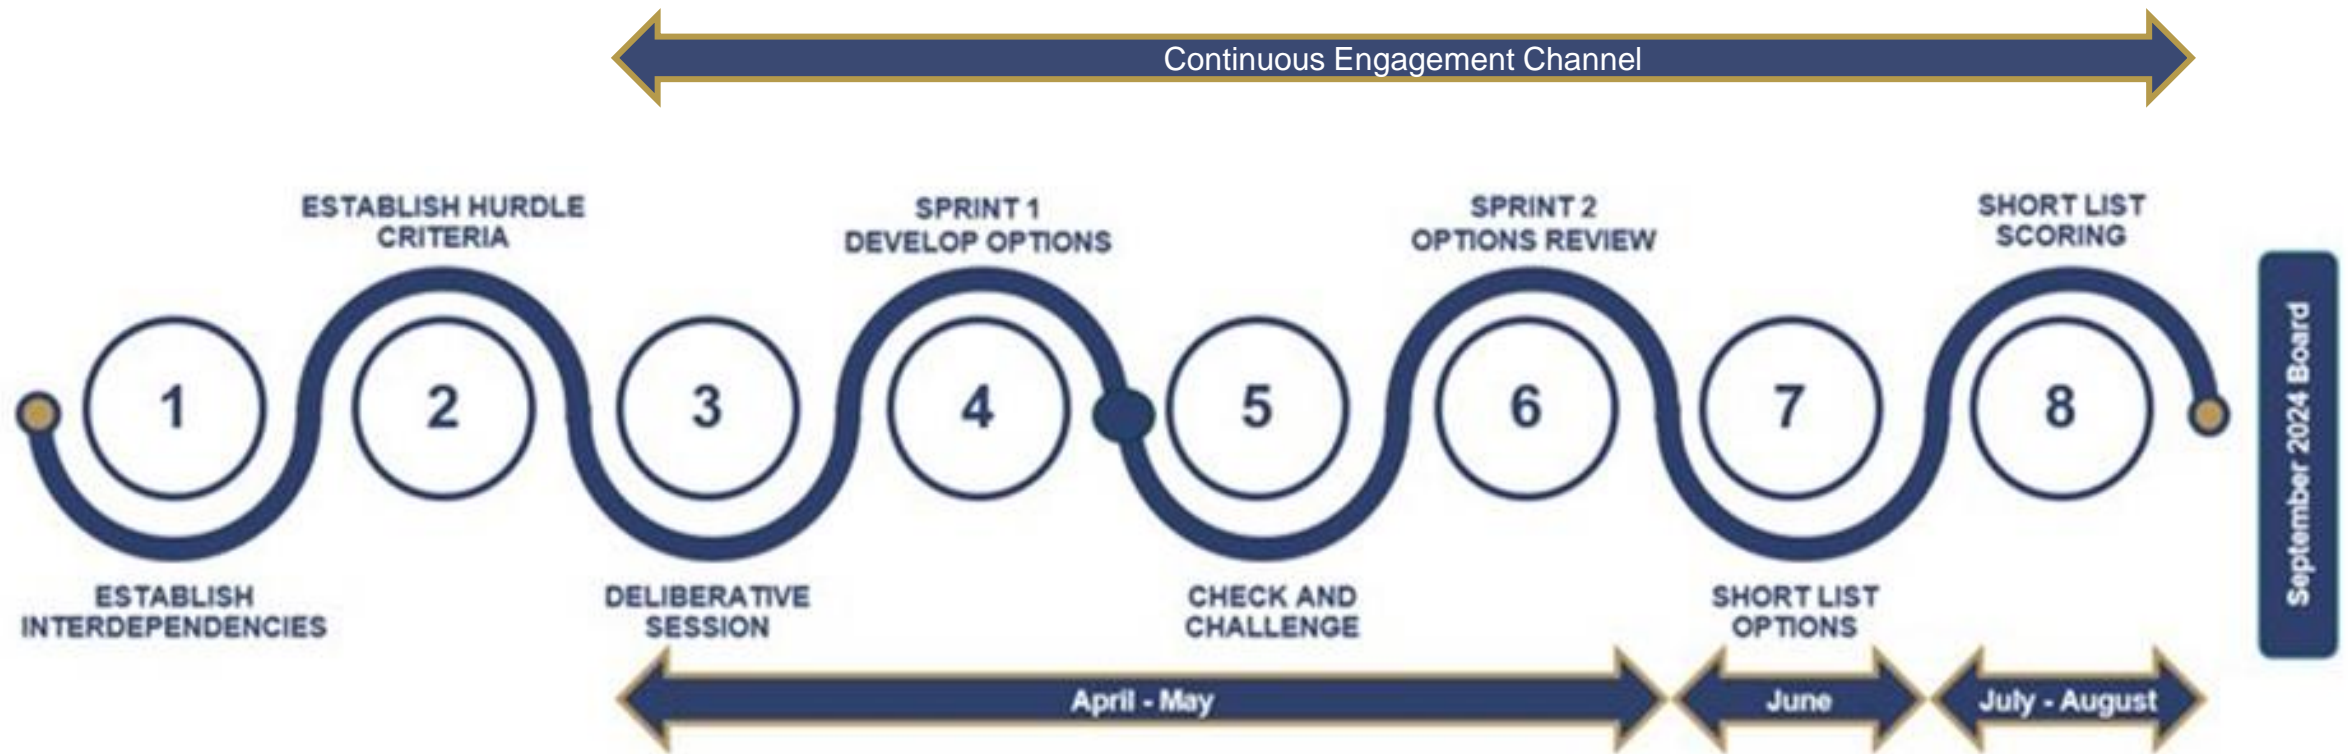 Continuous Engagement Channel
ESTABLISH HURDLE
CRITERIA
SPRINT 1
DEVELOP OPTIONS
SPRINT 2
OPTIONS REVIEW
SHORT LIST
SCORING
1
2
3
4
5
6
7
8
September 2024 Board
ESTABLISH
INTERDEPENDENCIES
DELIBERATIVE
SESSION
CHECK AND
CHALLENGE
SHORT LIST
OPTIONS
April - May
June
July - August